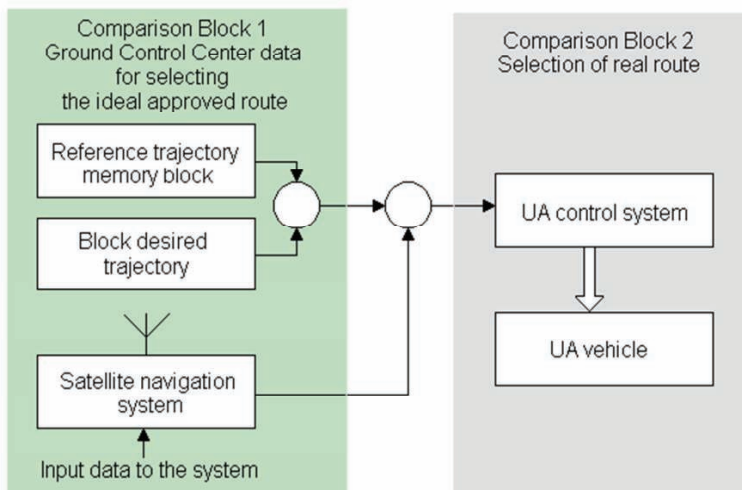 Comparison Block 1
Ground Control Center data
for selecting
the ideal approved route
Reference trajectory
memory block
Block desired
trajectory
Satellite navigation
system
Input data to the system
Comparison Block 2
Selection of real route
UA control system
UA vehicle